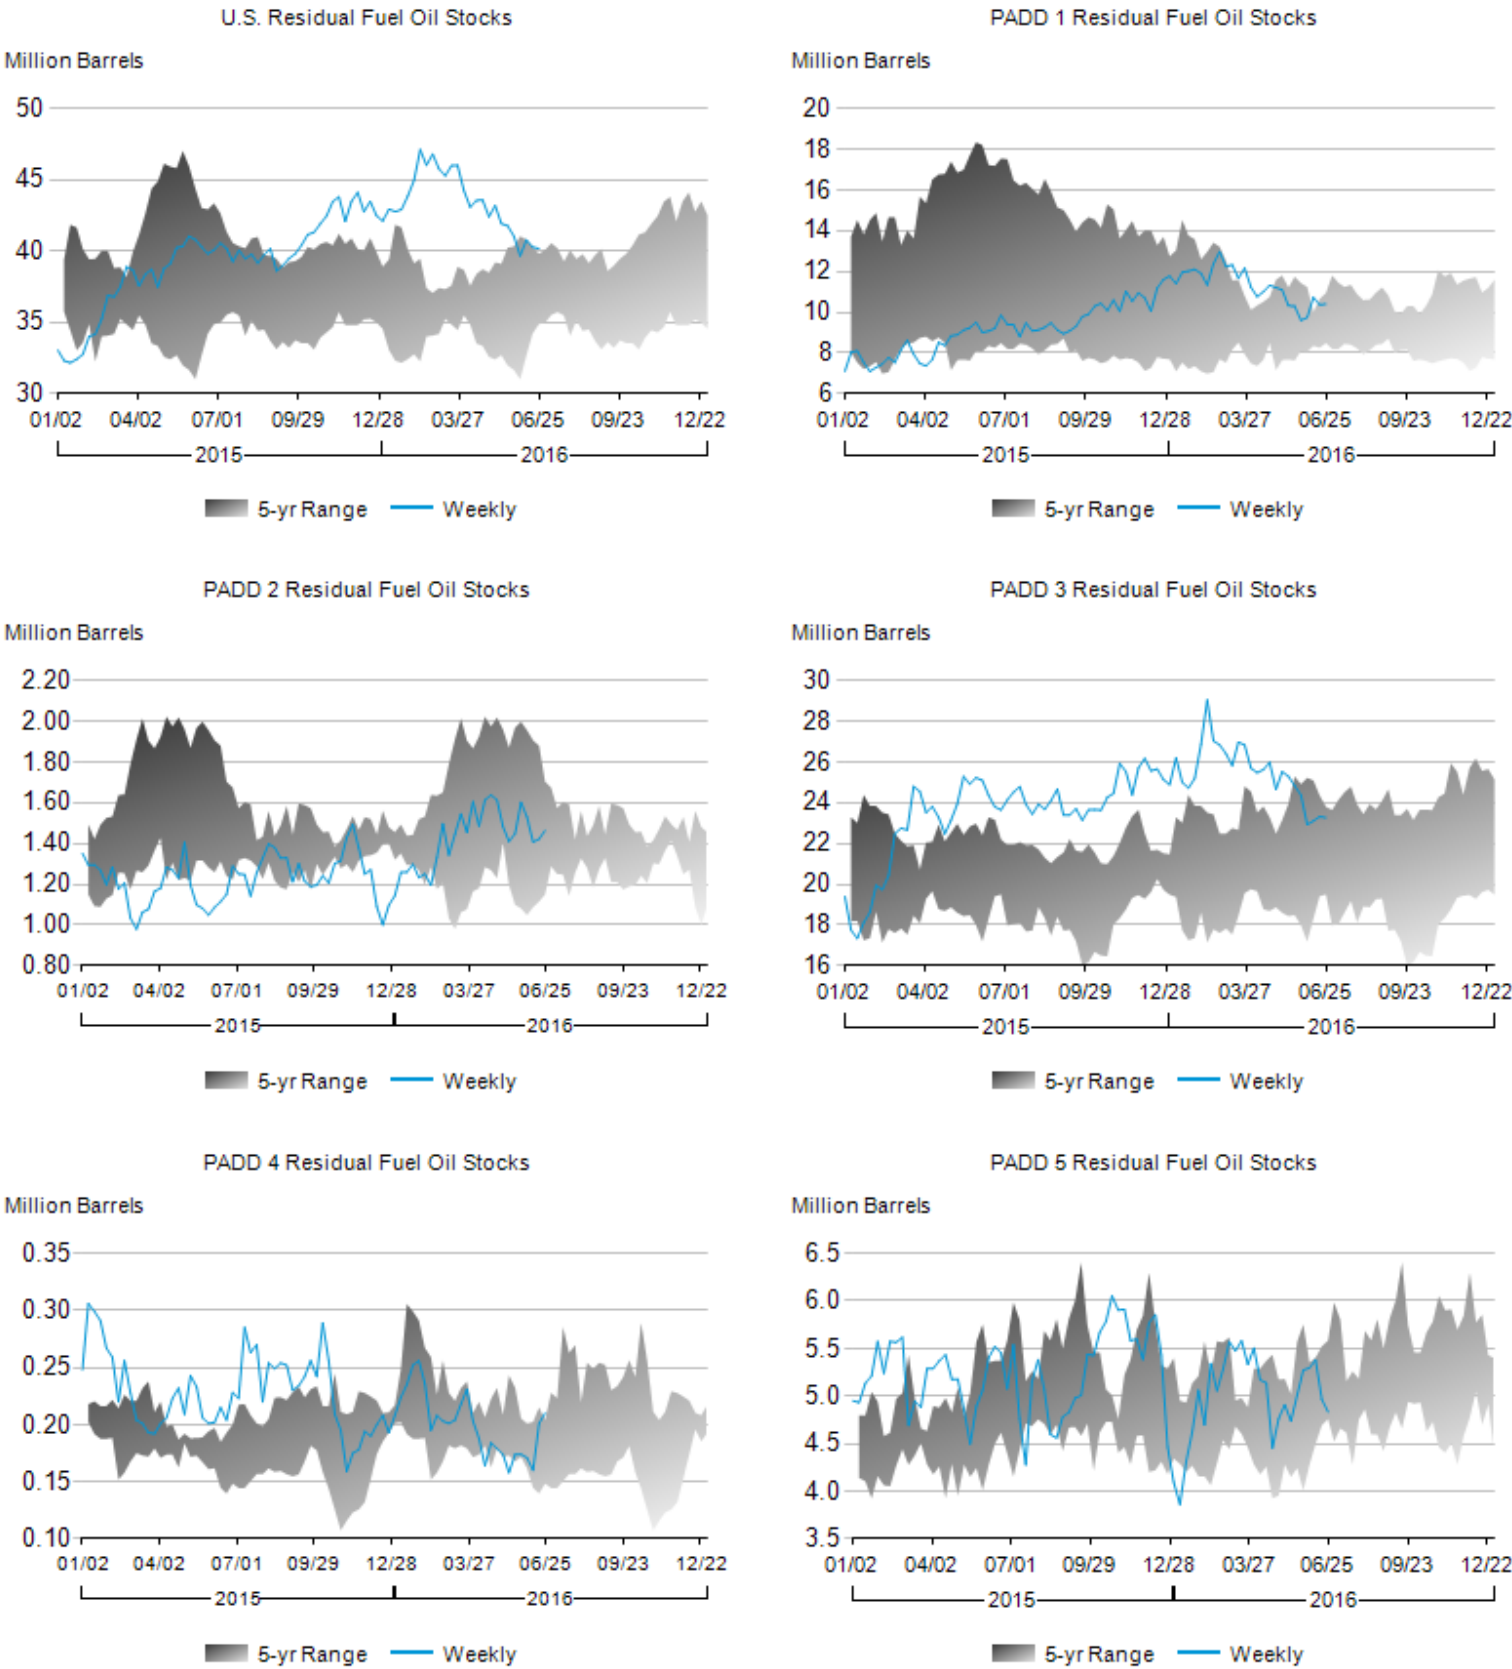 U.S. Residual Fuel Oil Stocks
Million Barrels
50
45
40
35
30
01/02 04/02 07/01 09/29 12/28 03/27 06/25 09/23 12/22
2015 2016
5-yr Range Weekly
PADD 1 Residual Fuel Oil Stocks
Million Barrels
20
18
16
14
12
10
8
6
01/02 04/02 07/01 09/29 12/28 03/27 06/25 09/23 12/22
2015 2016
5-yr Range Weekly
PADD 2 Residual Fuel Oil Stocks
Million Barrels
2.20
2.00
1.80
1.60
1.40
1.20
1.00
0.80
01/02 04/02 07/01 09/29 12/28 03/27 06/25 09/23 12/22
2015 2016
5-yr Range Weekly
PADD 3 Residual Fuel Oil Stocks
Million Barrels
30
28
26
24
22
20
18
16
01/02 04/02 07/01 09/29 12/28 03/27 06/25 09/23 12/22
2015 2016
5-yr Range Weekly
PADD 4 Residual Fuel Oil Stocks
Million Barrels
0.35
0.30
0.25
0.20
0.15
0.10
01/02 04/02 07/01 09/29 12/28 03/27 06/25 09/23 12/22
2015 2016
5-yr Range Weekly
PADD 5 Residual Fuel Oil Stocks
Million Barrels
6.5
6.0
5.5
5.0
4.5
4.0
3.5
01/02 04/02 07/01 09/29 12/28 03/27 06/25 09/23 12/22
2015 2016
5-yr Range Weekly